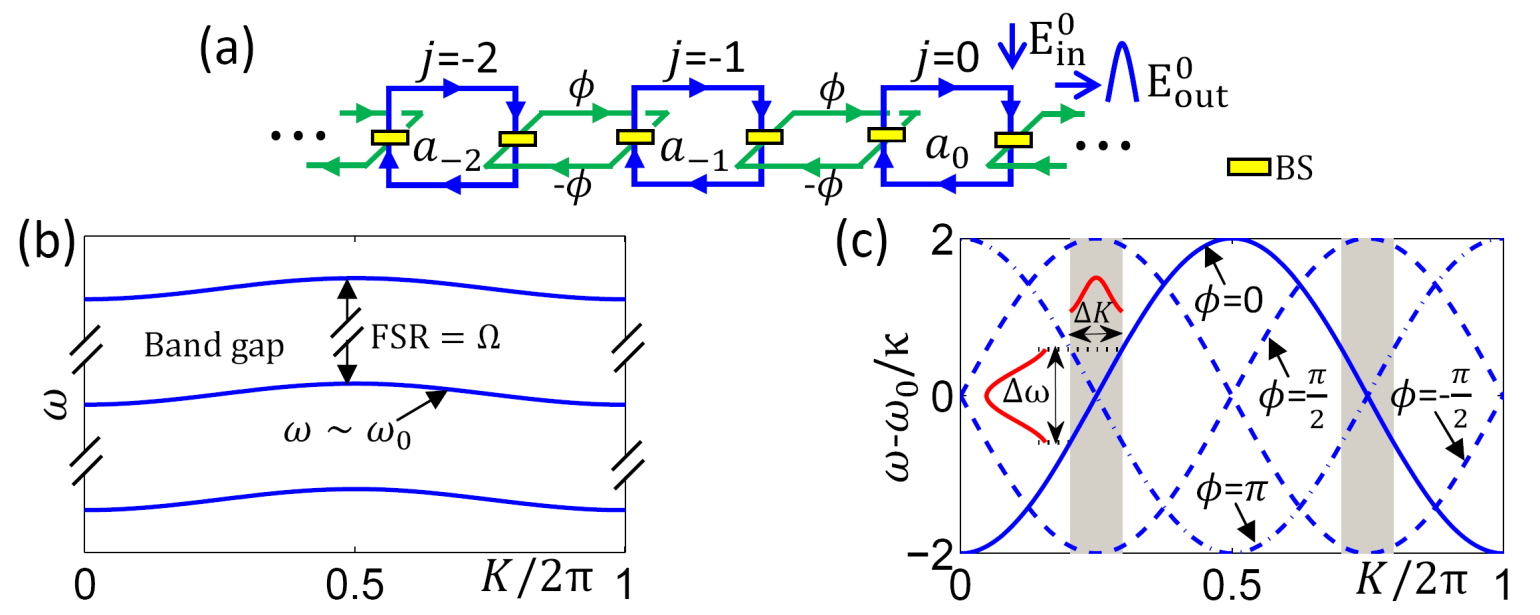 (a)
j=-2
ϕ
j=-1
ϕ
j=0
E⁰in
E⁰out
...
a₋₂
-ϕ
a₋₁
-ϕ
a₀
...
BS
(b)
Band gap
FSR = Ω
ω ~ ω₀
ω
0
0.5
K/2π
1
(c)
2
0
−2
ω-ω₀/κ
ΔK
Δω
ϕ=0
ϕ=π/2
ϕ=-π/2
ϕ=π
0
0.5
K/2π
1